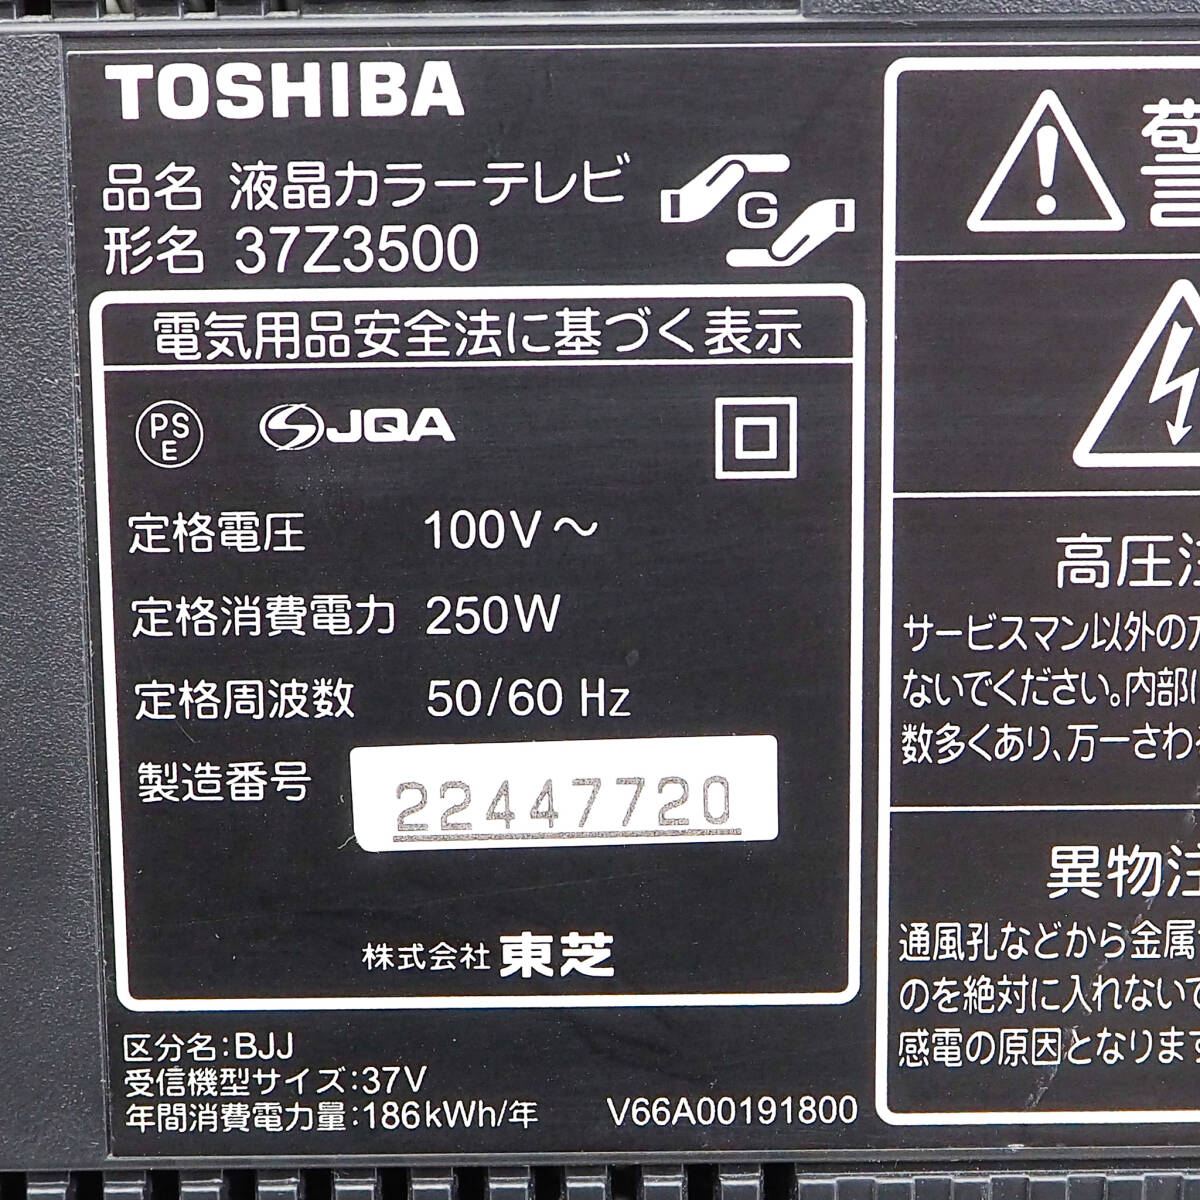 TOSHIBA
品名 液晶カラーテレビ
形名 37Z3500
G
電気用品安全法に基づく表示
PS
E
JQA
定格電圧 100V～
定格消費電力 250W
定格周波数 50/60 Hz
製造番号 22447720
株式会社 東芝
区分名:BJJ
受信機型サイズ:37V
年間消費電力量:186kWh/年
V66A00191800
警
高圧注
サービスマン以外の方
ないでください。内部に
数多くあり、万一さわ
異物注
通風孔などから金属
のを絶対に入れないで
感電の原因となります